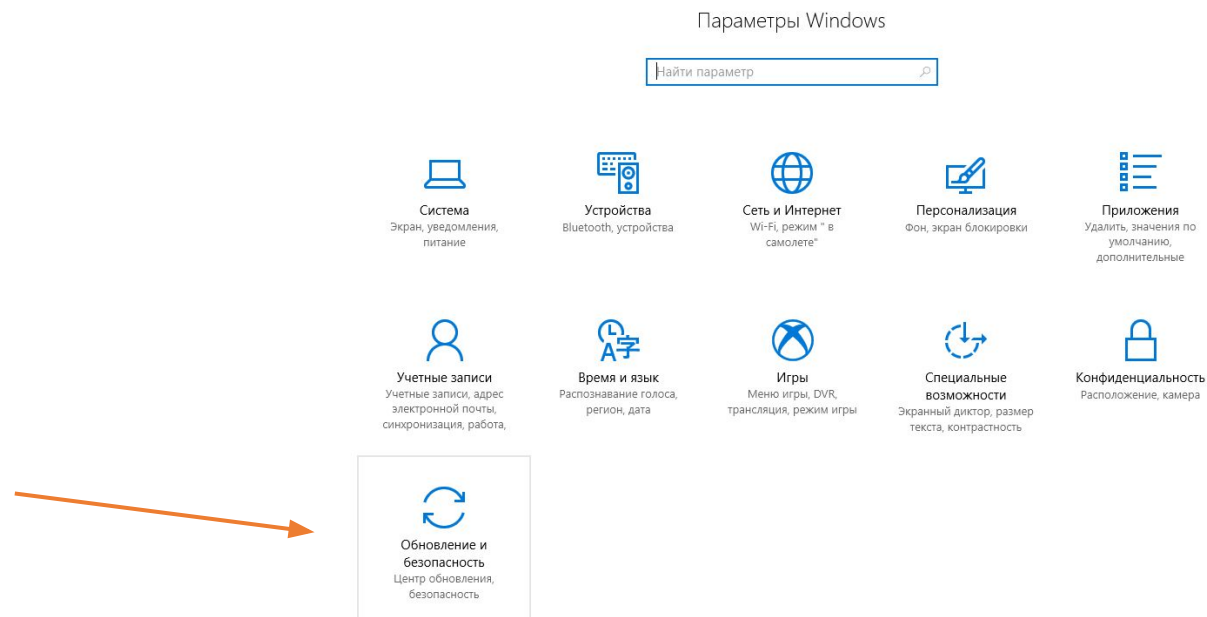 Параметры Windows
Найти параметр
Система
Экран, уведомления,
питание
Устройства
Bluetooth, устройства
Сеть и Интернет
Wi-Fi, режим " в
самолете"
Персонализация
Фон, экран блокировки
Приложения
Удалить, значения по
умолчанию,
дополнительные
Учетные записи
Учетные записи, адрес
электронной почты,
синхронизация, работа,
Время и язык
Распознавание голоса,
регион, дата
Игры
Меню игры, DVR,
трансляция, режим игры
Специальные
возможности
Экранный диктор, размер
текста, контрастность
Конфиденциальность
Расположение, камера
Обновление и
безопасность
Центр обновления,
безопасность